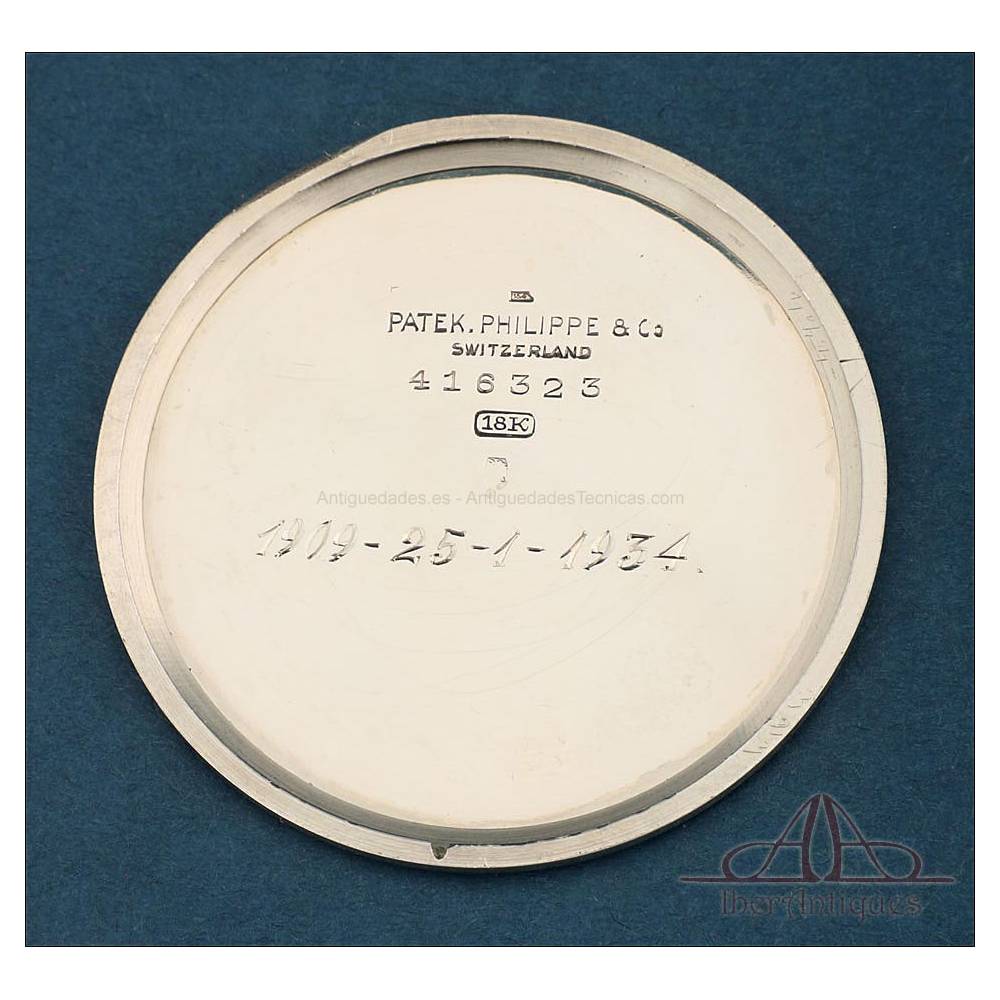 PATEK. PHILIPPE & Co
SWITZERLAND
416323
18K
Antiguedades.es - AntiguedadesTecnicas.com
1909-25-1-1934.
IberAntiques